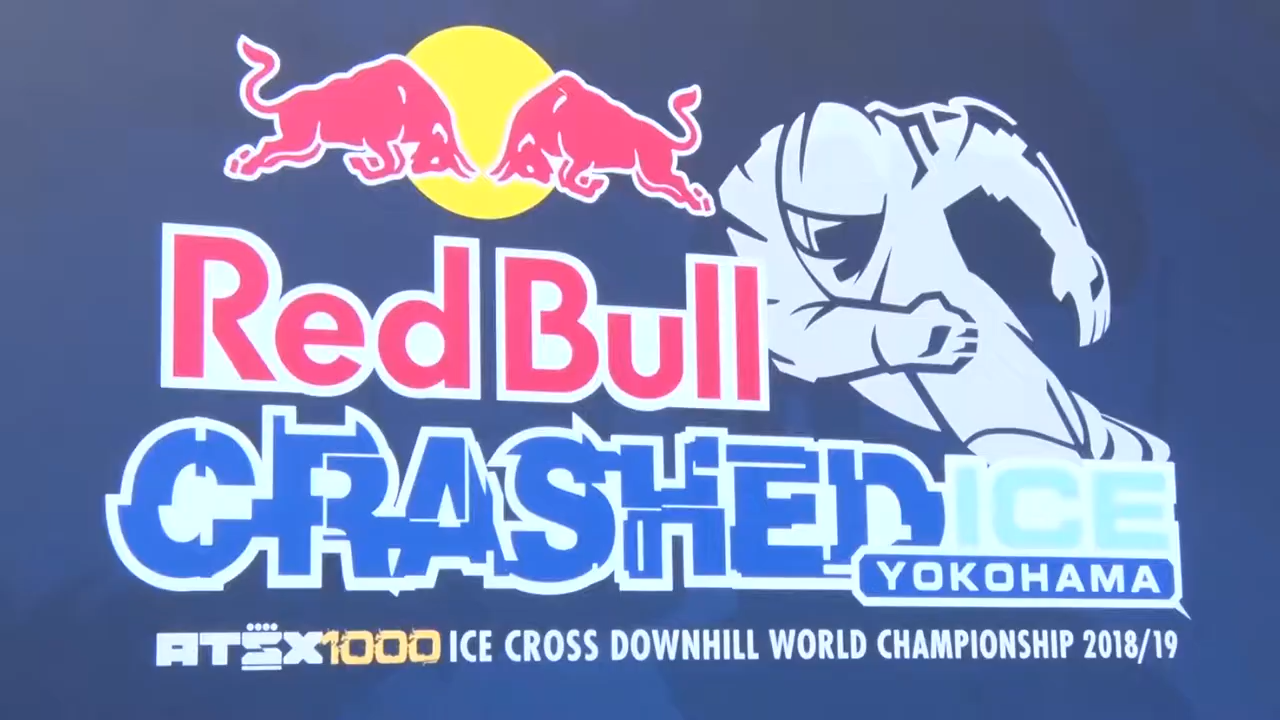 Red Bull
CRASHED ICE
YOKOHAMA
ATSX1000 ICE CROSS DOWNHILL WORLD CHAMPIONSHIP 2018/19